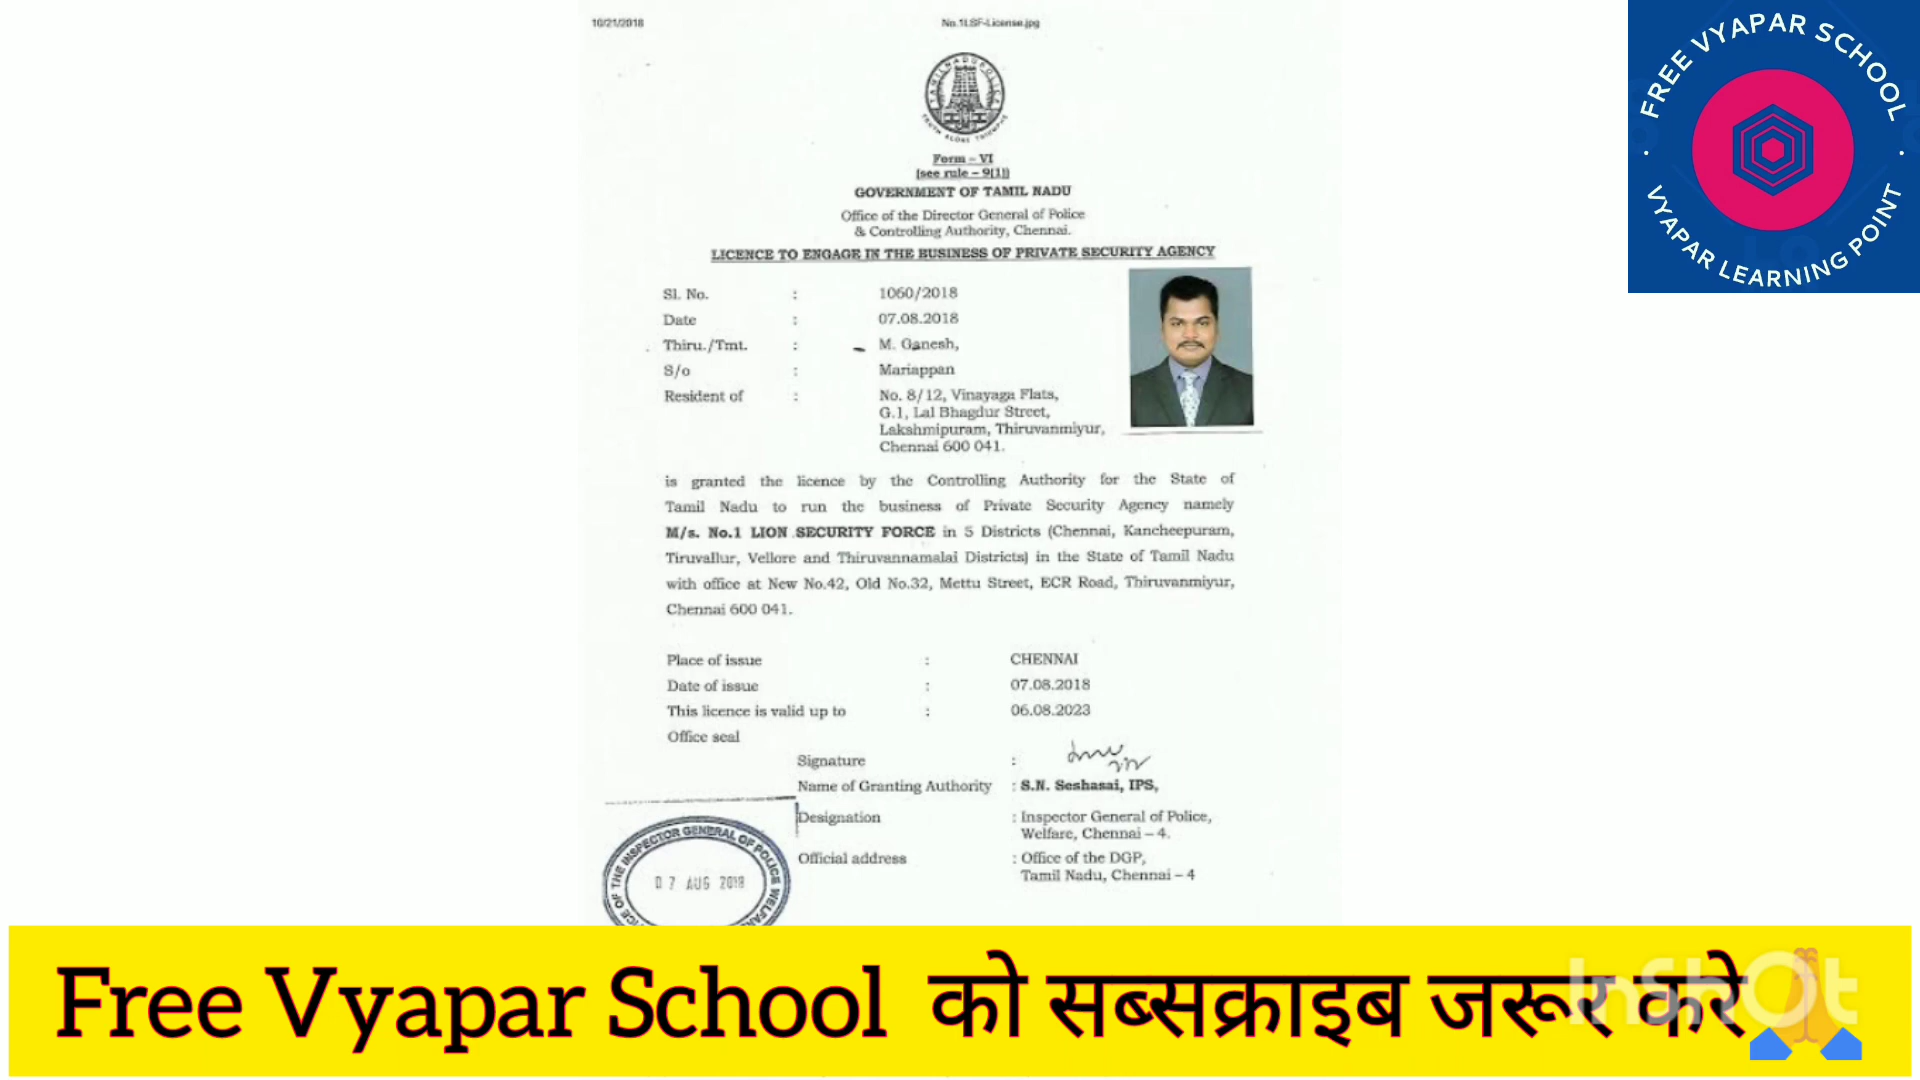 10/21/2018
No.1LSF-License.jpg
FREE VYAPAR SCHOOL
VYAPAR LEARNING POINT
TAMIL NADU POLICE
TRUTH ALONE TRIUMPHS
Form – VI
(see rule – 9(1))
GOVERNMENT OF TAMIL NADU
Office of the Director General of Police
& Controlling Authority, Chennai.
LICENCE TO ENGAGE IN THE BUSINESS OF PRIVATE SECURITY AGENCY
Sl. No. : 1060/2018
Date : 07.08.2018
Thiru./Tmt. : M. Ganesh,
S/o : Mariappan
Resident of : No. 8/12, Vinayaga Flats,
G.1, Lal Bhagdur Street,
Lakshmipuram, Thiruvanmiyur,
Chennai 600 041.
is granted the licence by the Controlling Authority for the State of
Tamil Nadu to run the business of Private Security Agency namely
M/s. No.1 LION SECURITY FORCE in 5 Districts (Chennai, Kancheepuram,
Tiruvallur, Vellore and Thiruvannamalai Districts) in the State of Tamil Nadu
with office at New No.42, Old No.32, Mettu Street, ECR Road, Thiruvanmiyur,
Chennai 600 041.
Place of issue : CHENNAI
Date of issue : 07.08.2018
This licence is valid up to : 06.08.2023
Office seal
Signature :
Name of Granting Authority : S.N. Seshasai, IPS,
Designation : Inspector General of Police,
Welfare, Chennai – 4.
Official address : Office of the DGP,
Tamil Nadu, Chennai – 4
OF THE INSPECTOR GENERAL OF POLICE
07 AUG 2018
Free Vyapar School को सब्सक्राइब जरूर करे
InShOt